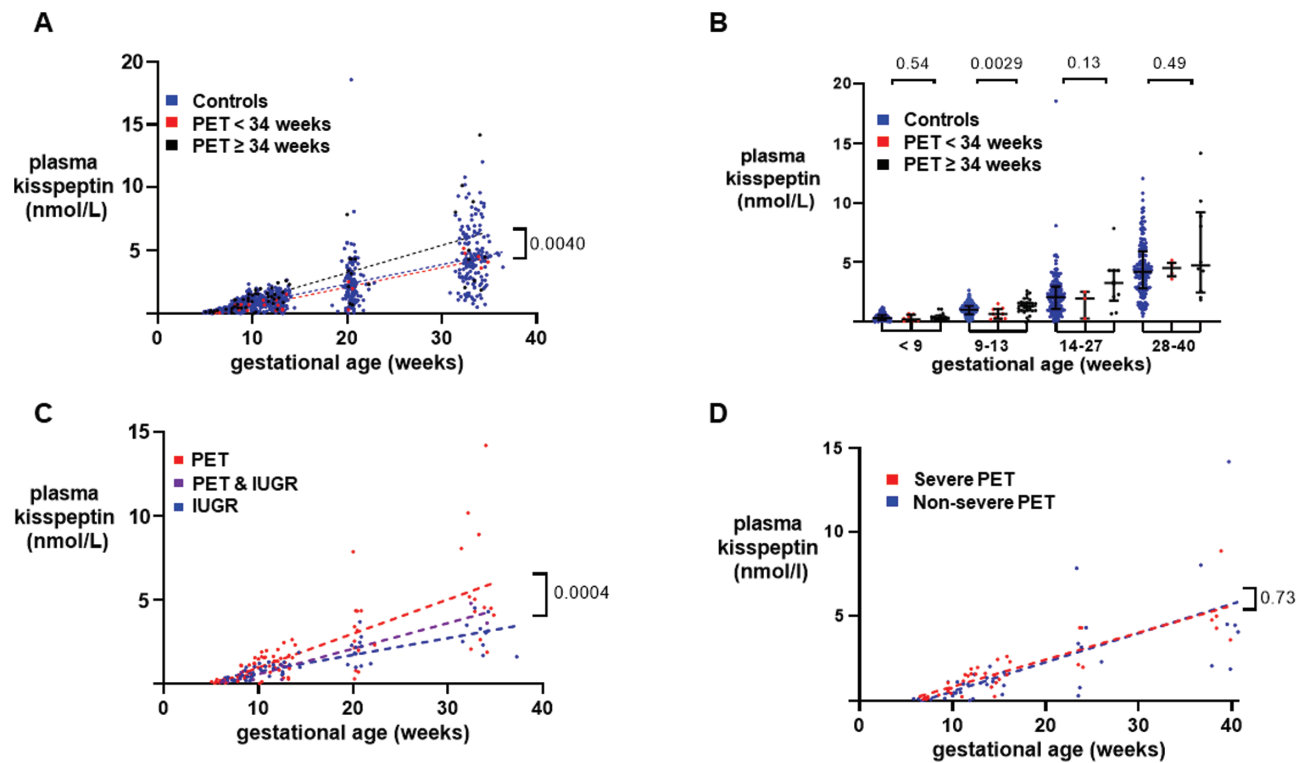 A
20
15
10
5
0
10
20
30
40
Controls
PET < 34 weeks
PET ≥ 34 weeks
plasma
kisspeptin
(nmol/L)
0.0040
gestational age (weeks)
B
0.54
0.0029
0.13
0.49
20
15
10
5
Controls
PET < 34 weeks
PET ≥ 34 weeks
plasma
kisspeptin
(nmol/L)
< 9
9-13
14-27
28-40
gestational age (weeks)
C
15
10
5
0
10
20
30
40
PET
PET & IUGR
IUGR
plasma
kisspeptin
(nmol/L)
0.0004
gestational age (weeks)
D
15
10
5
0
10
20
30
40
Severe PET
Non-severe PET
plasma
kisspeptin
(nmol/l)
0.73
gestational age (weeks)